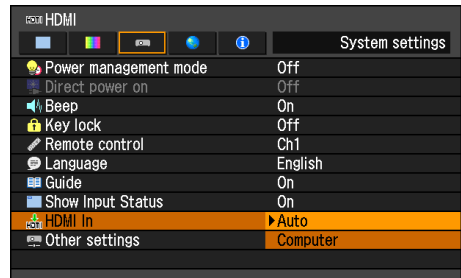 HDMI
System settings
Power management mode Off
Direct power on Off
Beep On
Key lock Off
Remote control Ch1
Language English
Guide On
Show Input Status On
HDMI In Auto
Other settings Computer